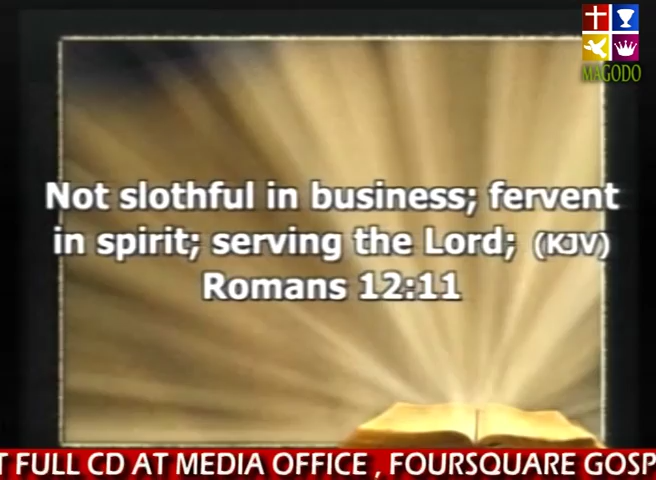 MAGODO
Not slothful in business; fervent
in spirit; serving the Lord; (KJV)
Romans 12:11
T FULL CD AT MEDIA OFFICE , FOURSQUARE GOSP